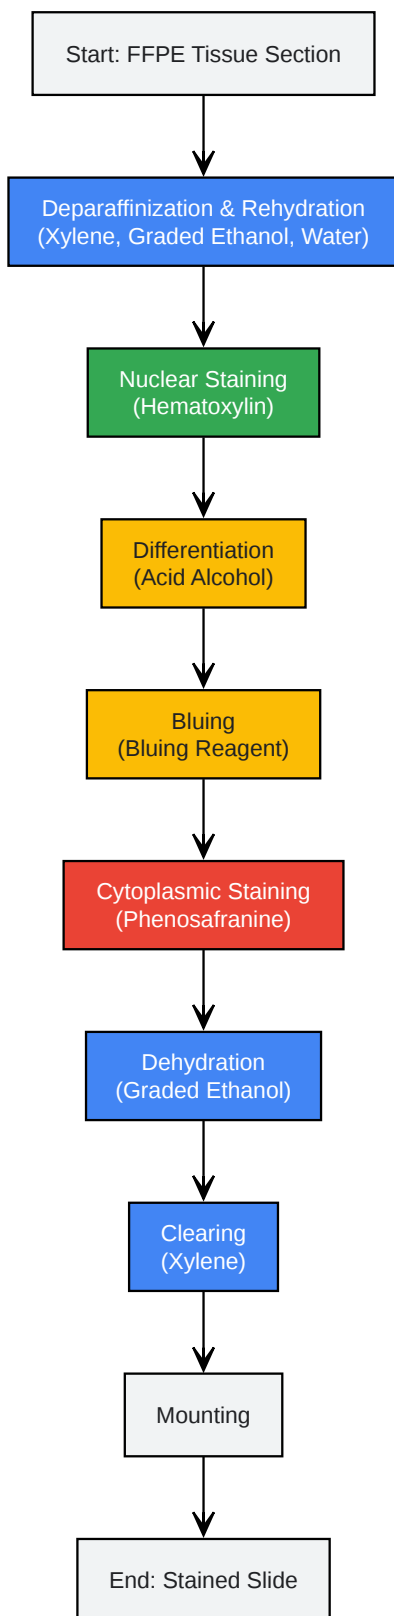 Start: FFPE Tissue Section
Deparaffinization & Rehydration
(Xylene, Graded Ethanol, Water)
Nuclear Staining
(Hematoxylin)
Differentiation
(Acid Alcohol)
Bluing
(Bluing Reagent)
Cytoplasmic Staining
(Phenosafranine)
Dehydration
(Graded Ethanol)
Clearing
(Xylene)
Mounting
End: Stained Slide